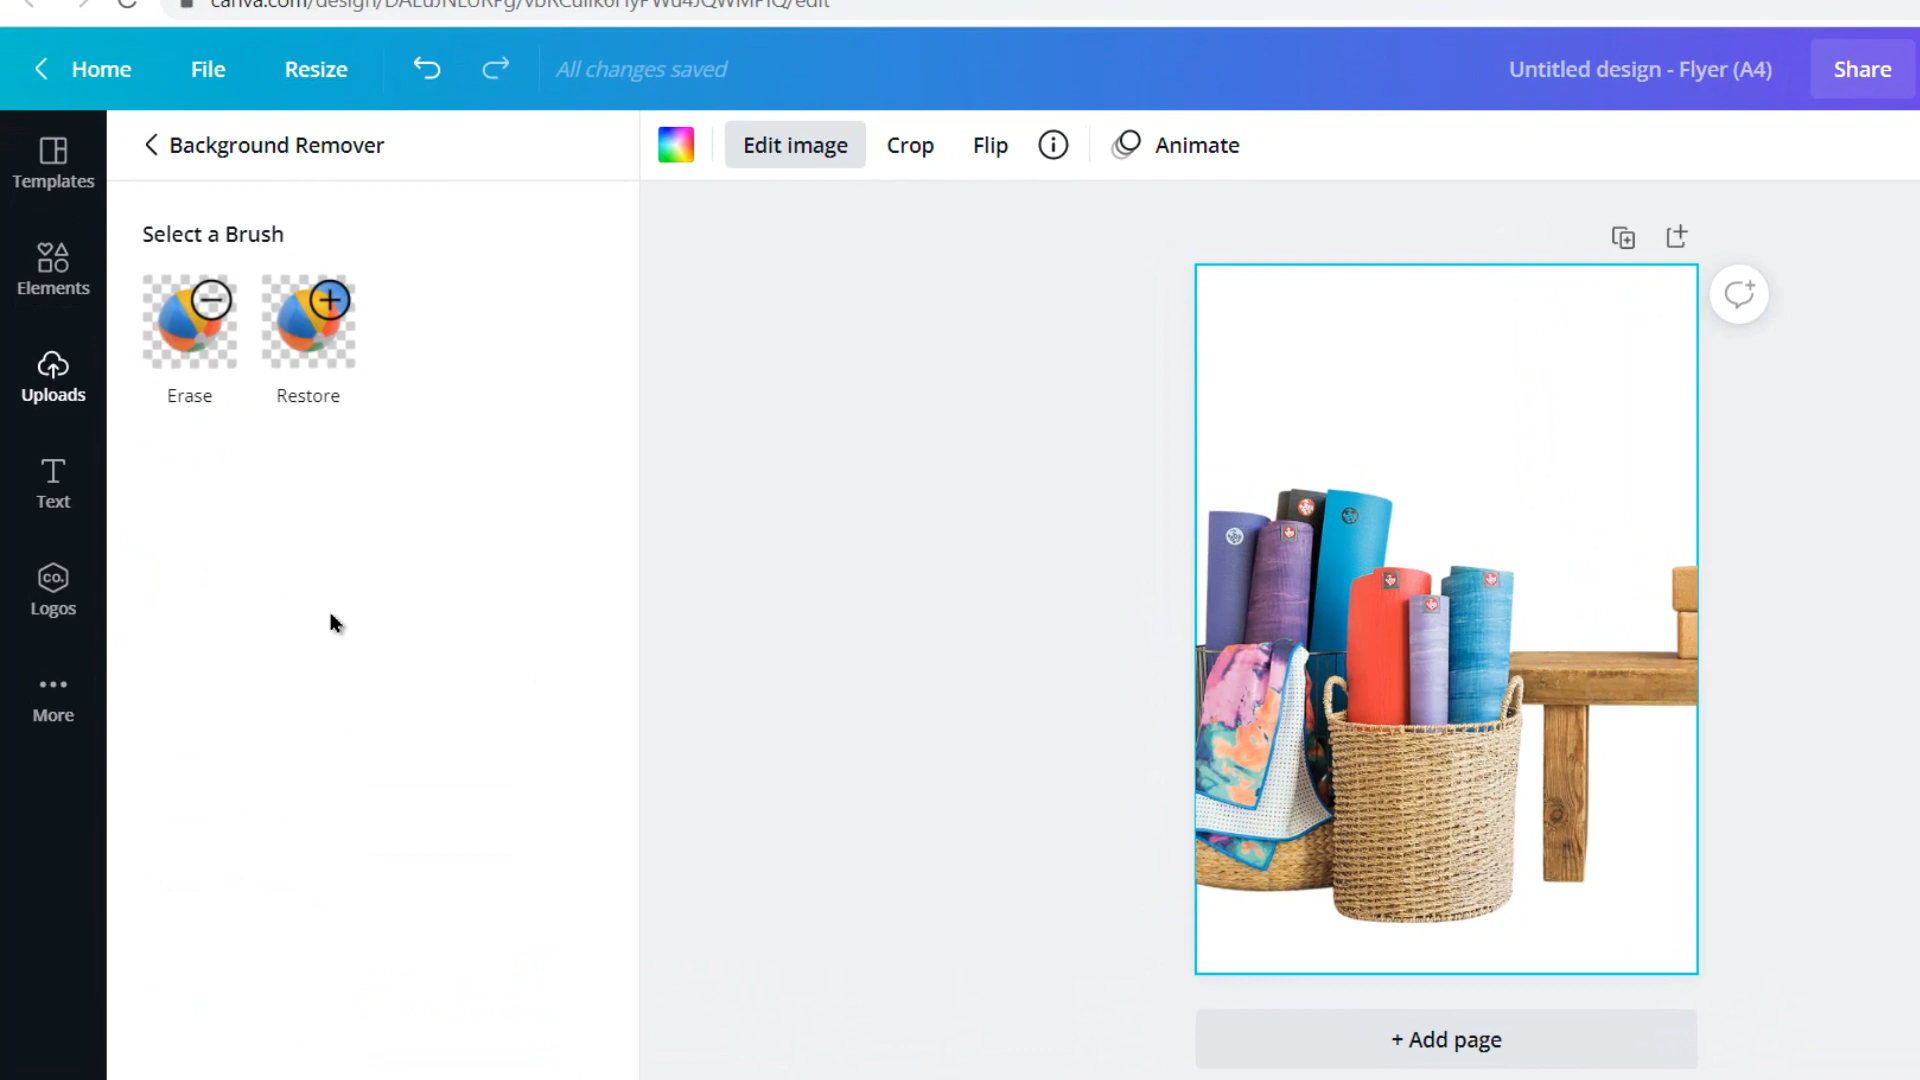 Home
File
Resize
All changes saved
Untitled design - Flyer (A4)
Share
Templates
Elements
Uploads
Text
CO.
Logos
More
Background Remover
Select a Brush
Erase
Restore
Edit image
Crop
Flip
Animate
+ Add page